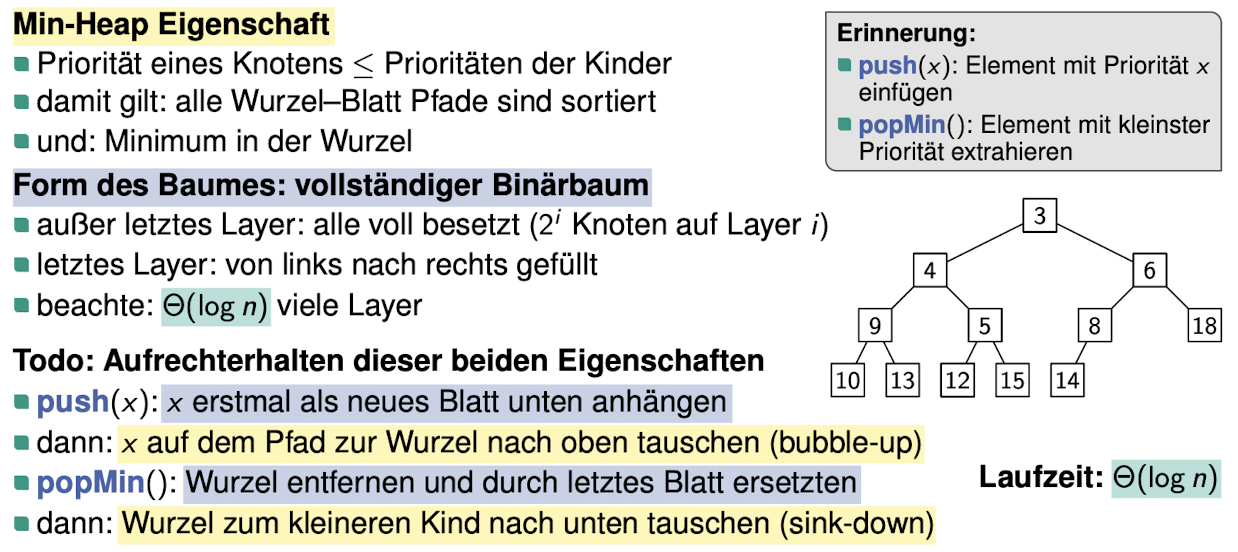 Min-Heap Eigenschaft
Priorität eines Knotens ≤ Prioritäten der Kinder
damit gilt: alle Wurzel–Blatt Pfade sind sortiert
und: Minimum in der Wurzel
Form des Baumes: vollständiger Binärbaum
außer letztes Layer: alle voll besetzt (2^i Knoten auf Layer i)
letztes Layer: von links nach rechts gefüllt
beachte: Θ(log n) viele Layer
Todo: Aufrechterhalten dieser beiden Eigenschaften
push(x): x erstmal als neues Blatt unten anhängen
dann: x auf dem Pfad zur Wurzel nach oben tauschen (bubble-up)
popMin(): Wurzel entfernen und durch letztes Blatt ersetzten
dann: Wurzel zum kleineren Kind nach unten tauschen (sink-down)
Erinnerung:
push(x): Element mit Priorität x
einfügen
popMin(): Element mit kleinster
Priorität extrahieren
3
4 6
9 5 8 18
10 13 12 15 14
Laufzeit: Θ(log n)